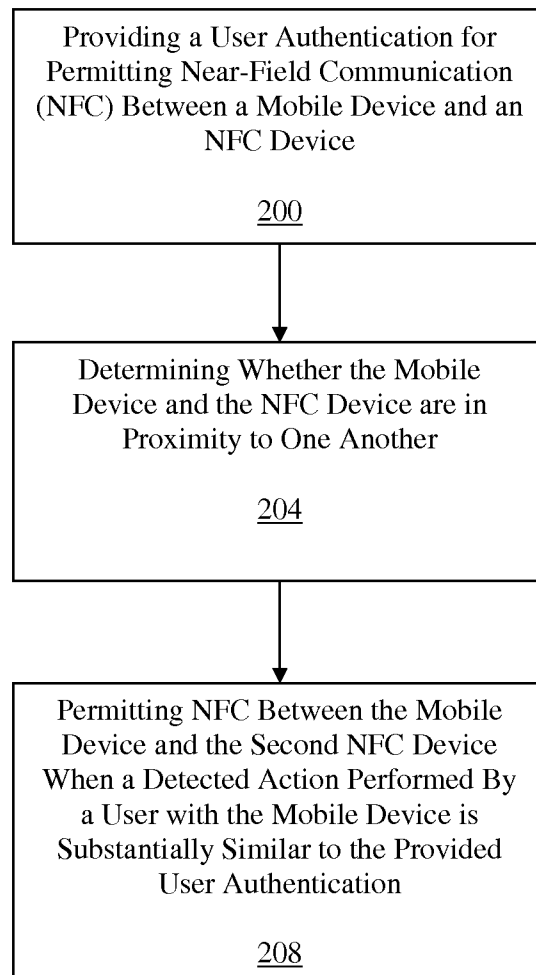 Providing a User Authentication for
Permitting Near-Field Communication
(NFC) Between a Mobile Device and an
NFC Device
200
Determining Whether the Mobile
Device and the NFC Device are in
Proximity to One Another
204
Permitting NFC Between the Mobile
Device and the Second NFC Device
When a Detected Action Performed By
a User with the Mobile Device is
Substantially Similar to the Provided
User Authentication
208